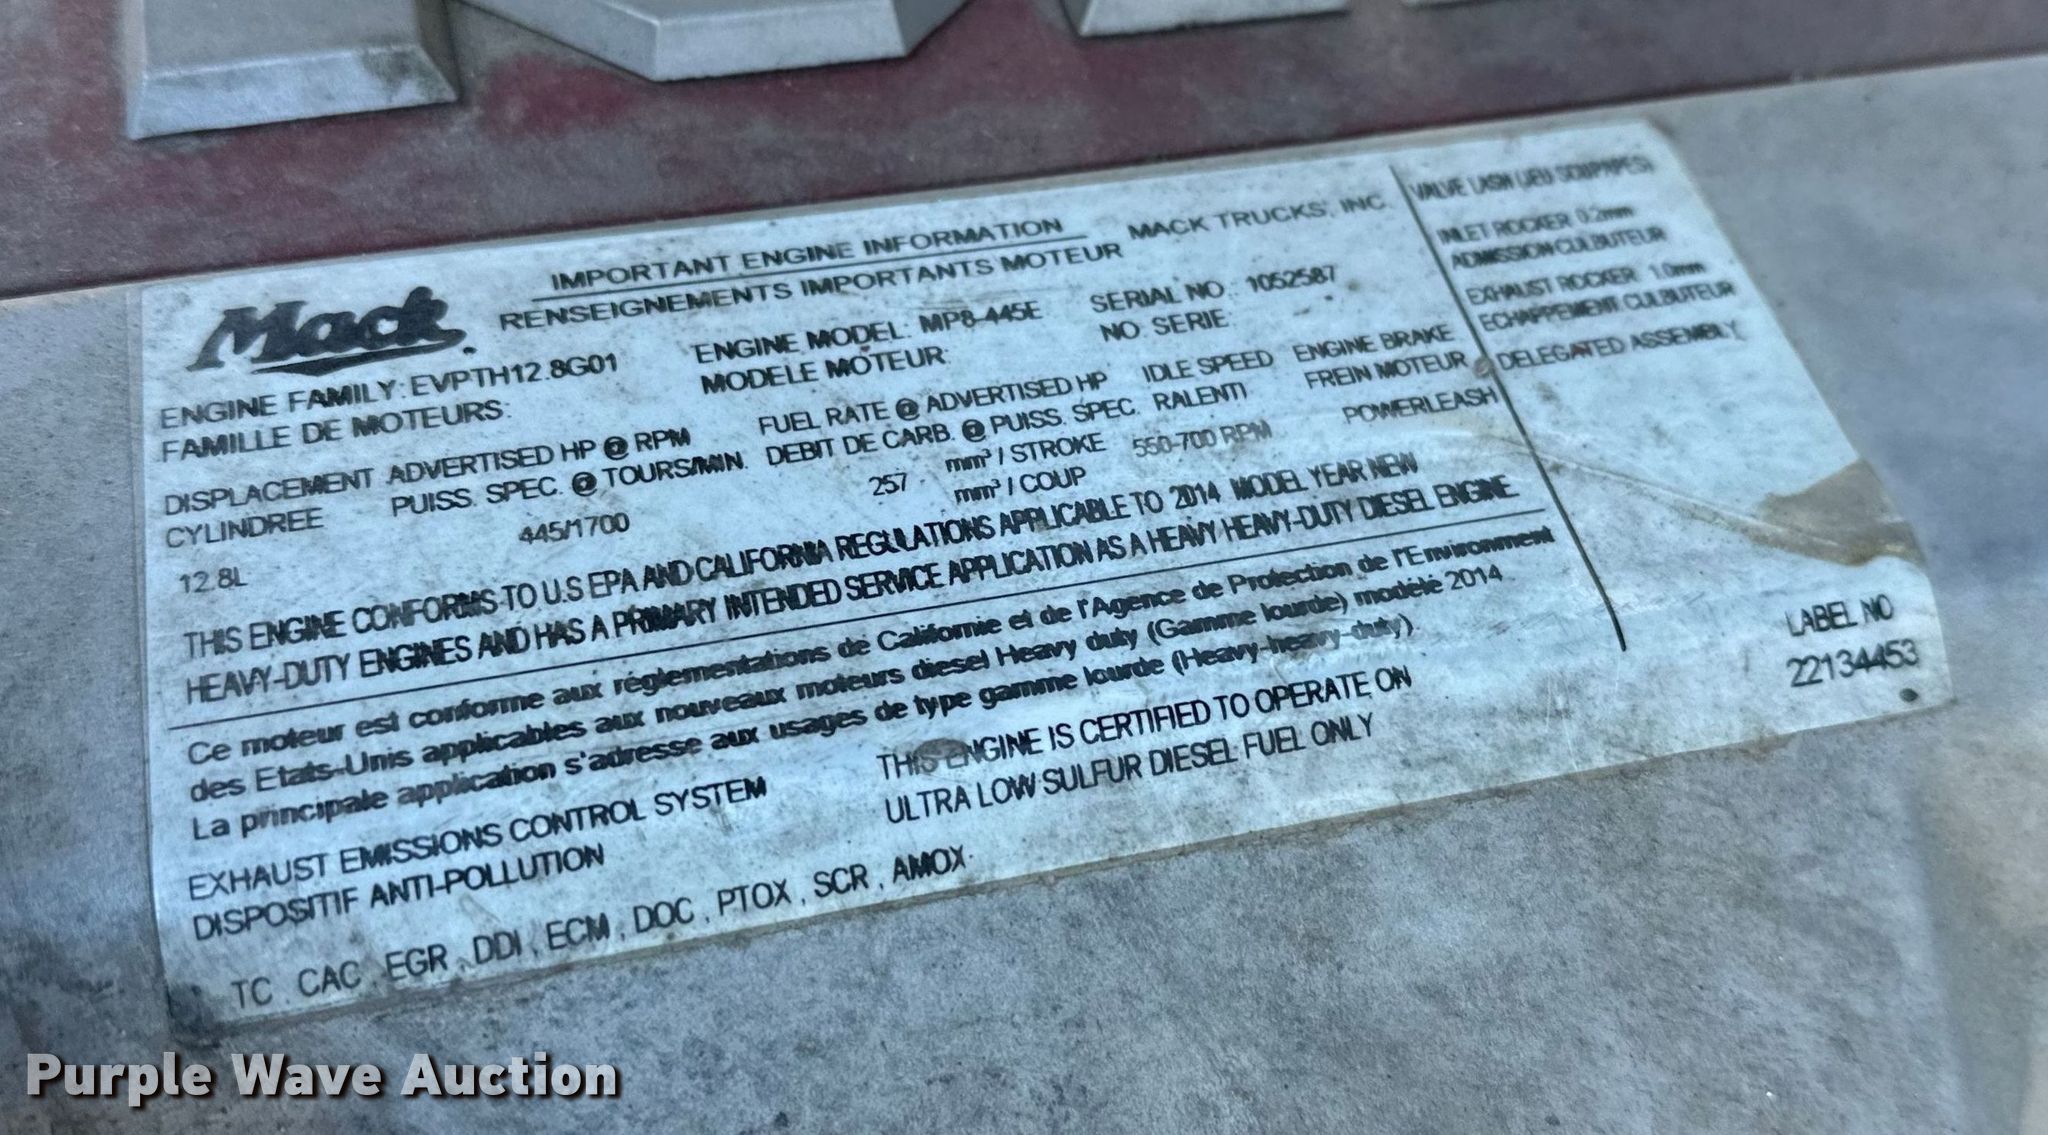 Mack
IMPORTANT ENGINE INFORMATION
MACK TRUCKS, INC.
RENSEIGNEMENTS IMPORTANTS MOTEUR
ENGINE FAMILY: EVPTH12.8G01
FAMILLE DE MOTEURS:
ENGINE MODEL: MP8-445E
MODELE MOTEUR:
SERIAL NO.: 1052587
NO. SERIE:
DISPLACEMENT
CYLINDREE
12.8L
ADVERTISED HP @ RPM
PUISS. SPEC. @ TOURS/MIN.
445/1700
FUEL RATE @ ADVERTISED HP
DEBIT DE CARB. @ PUISS. SPEC.
257 mm³ / STROKE
mm³ / COUP
IDLE SPEED
RALENTI
550-700 RPM
ENGINE BRAKE
FREIN MOTEUR
POWERLEASH
THIS ENGINE CONFORMS TO U.S EPA AND CALIFORNIA REGULATIONS APPLICABLE TO 2014 MODEL YEAR NEW
HEAVY-DUTY ENGINES AND HAS A PRIMARY INTENDED SERVICE APPLICATION AS A HEAVY HEAVY-DUTY DIESEL ENGINE
Ce moteur est conforme aux réglementations de Californie et de l'Agence de Protection de l'Environment
des Etats-Unis applicables aux nouveaux moteurs diesel Heavy duty (Gamme lourde) modélé 2014.
La principale application s'adresse aux usages de type gamme lourde (Heavy-heavy-duty)
EXHAUST EMISSIONS CONTROL SYSTEM
DISPOSITIF ANTI-POLLUTION
THIS ENGINE IS CERTIFIED TO OPERATE ON
ULTRA LOW SULFUR DIESEL FUEL ONLY
TC , CAC , EGR , DDI , ECM , DOC , PTOX , SCR , AMOX
VALVE LASH (JEU SOUPAPES)
INLET ROCKER 0.2mm
ADMISSION CULBUTEUR
EXHAUST ROCKER 1.0mm
ECHAPPEMENT CULBUTEUR
DELEGATED ASSEMBLY
LABEL NO
22134453
Purple Wave Auction